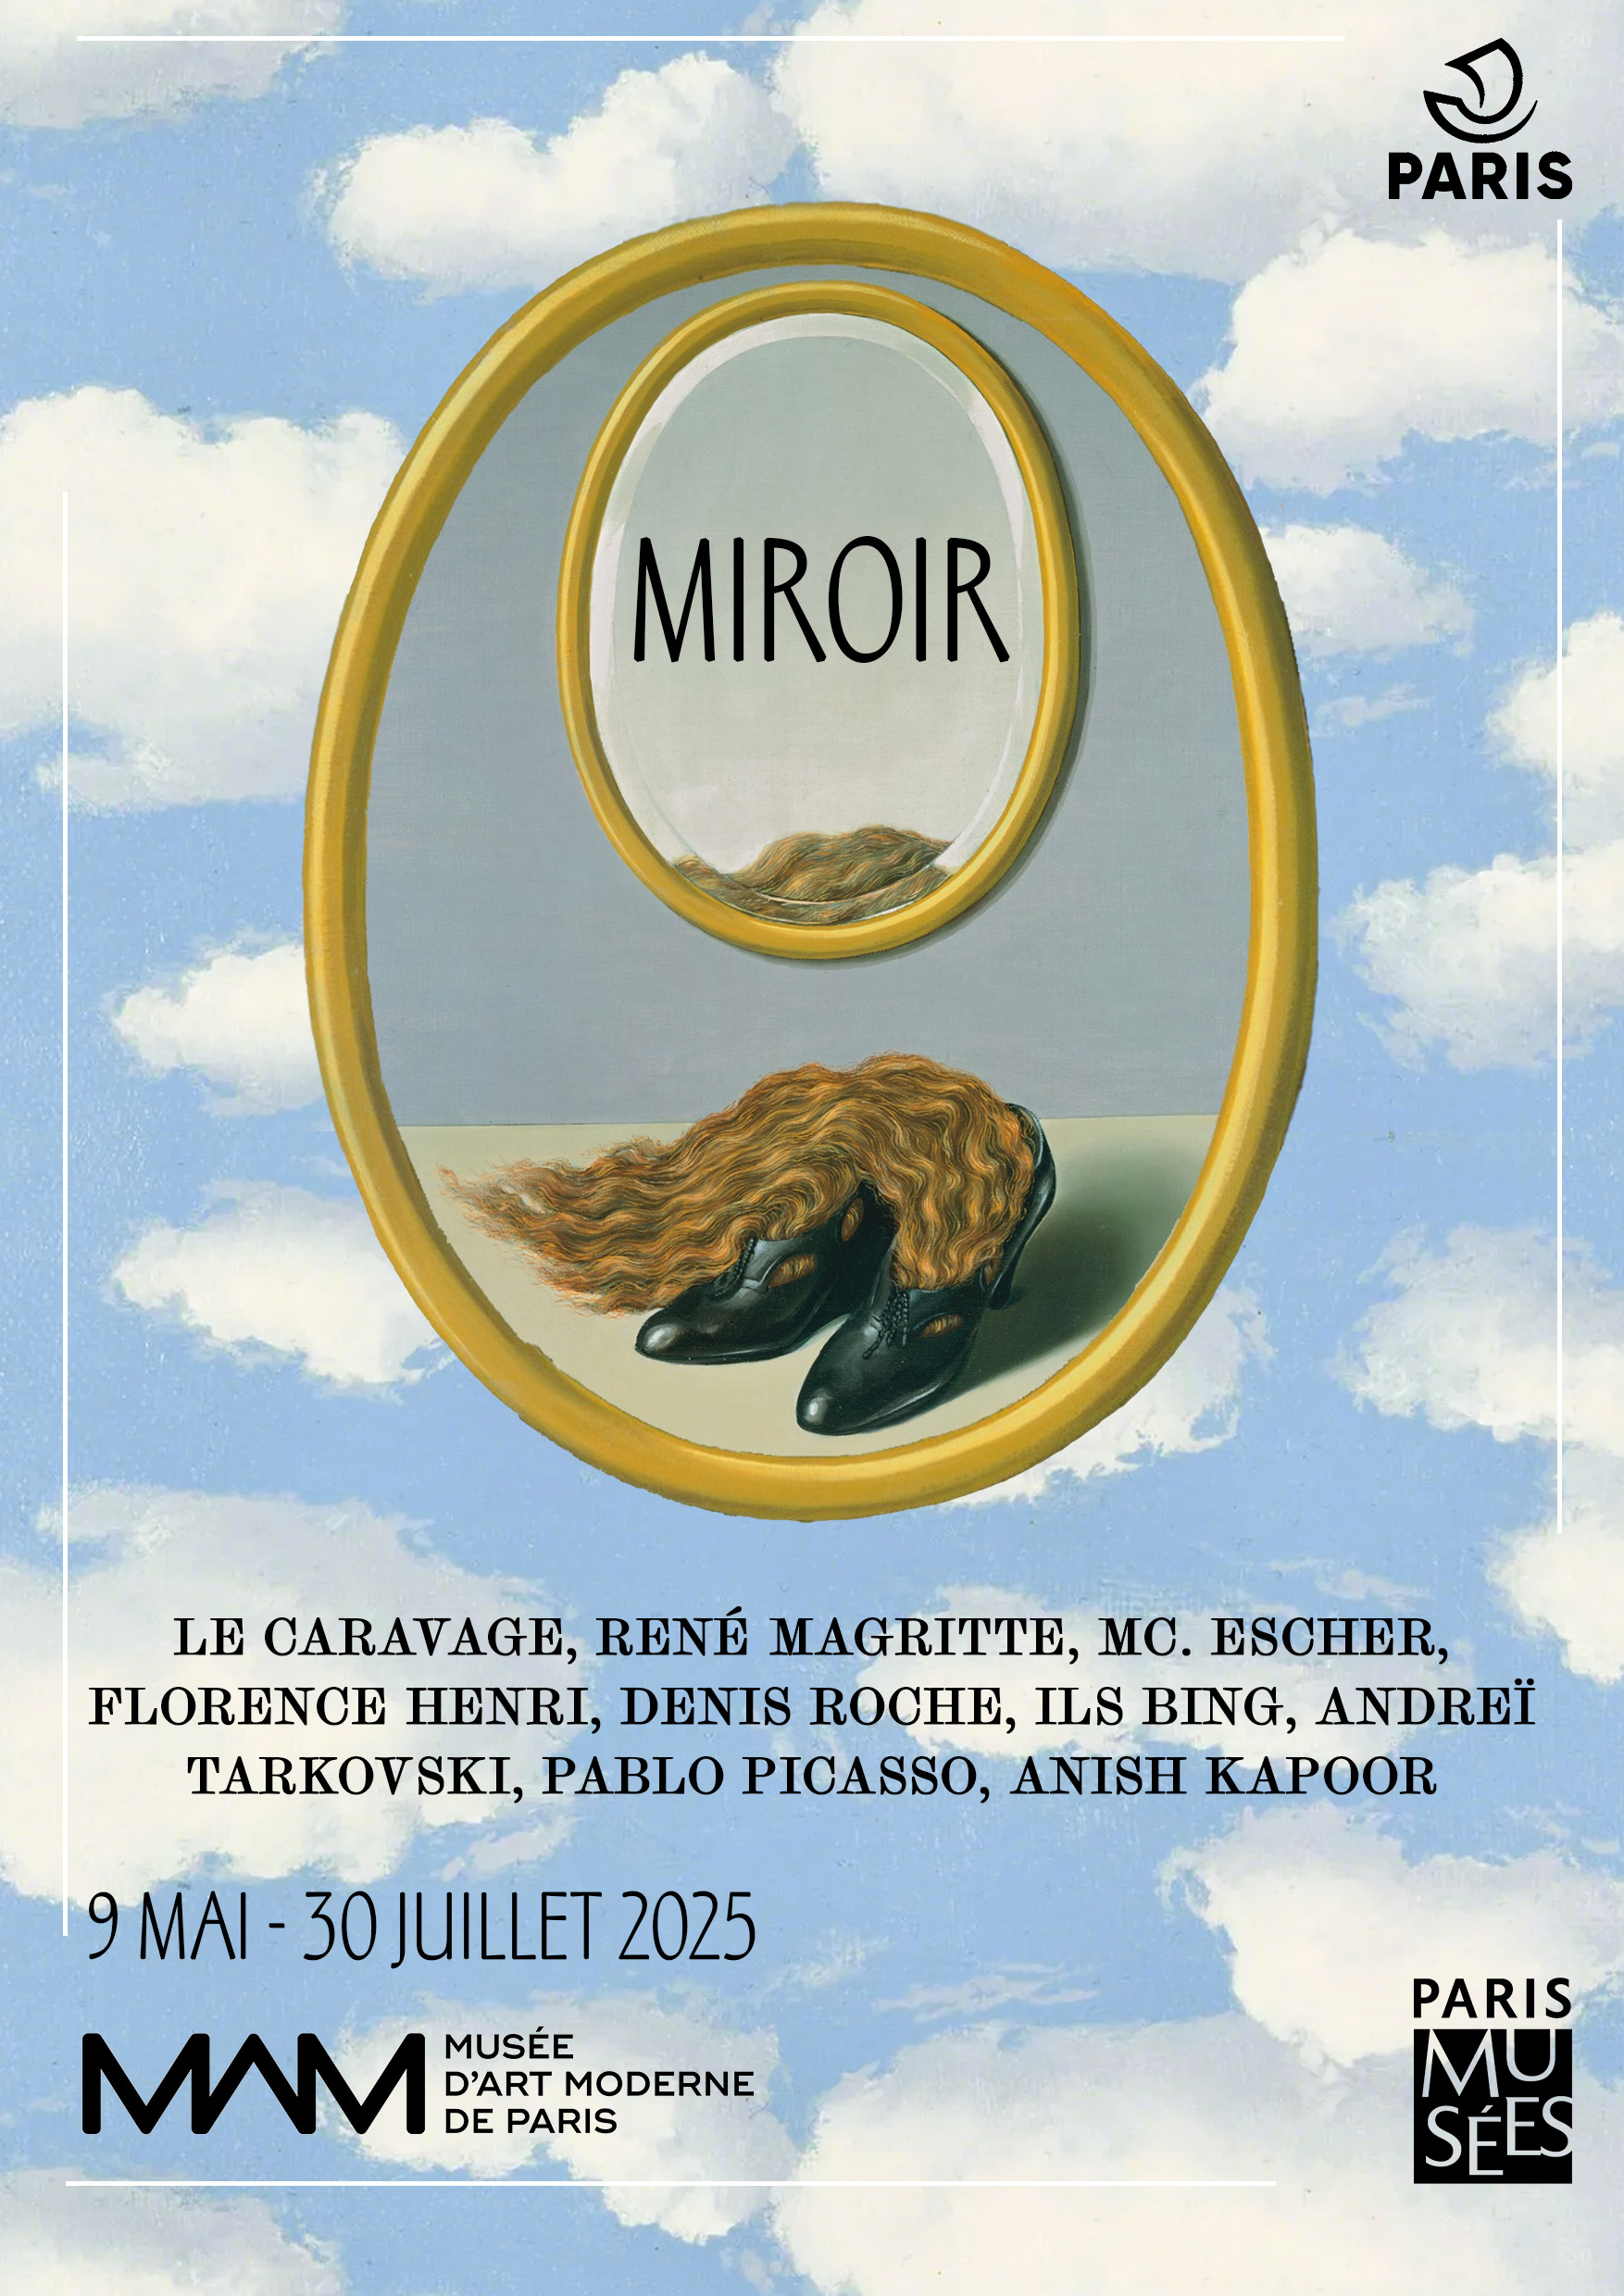 PARIS
MIROIR
LE CARAVAGE, RENÉ MAGRITTE, MC. ESCHER,
FLORENCE HENRI, DENIS ROCHE, ILS BING, ANDREÏ
TARKOVSKI, PABLO PICASSO, ANISH KAPOOR
9 MAI - 30 JUILLET 2025
MAM
MUSÉE
D'ART MODERNE
DE PARIS
PARIS
MU
SÉES